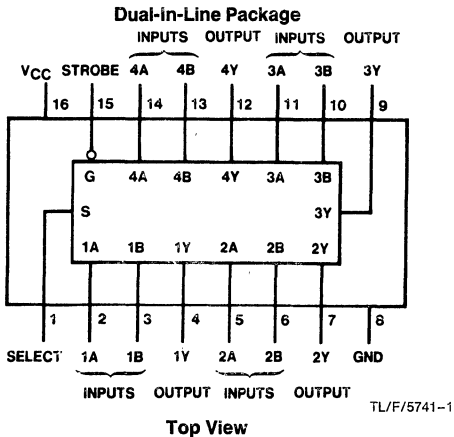 Dual-in-Line Package
INPUTS OUTPUT INPUTS OUTPUT
VCC STROBE 4A 4B 4Y 3A 3B 3Y
16 15 14 13 12 11 10 9
G 4A 4B 4Y 3A 3B
S 3Y
1A 1B 1Y 2A 2B 2Y
1 2 3 4 5 6 7 8
SELECT 1A 1B 1Y 2A 2B 2Y GND
INPUTS OUTPUT INPUTS OUTPUT
TL/F/5741-1
Top View